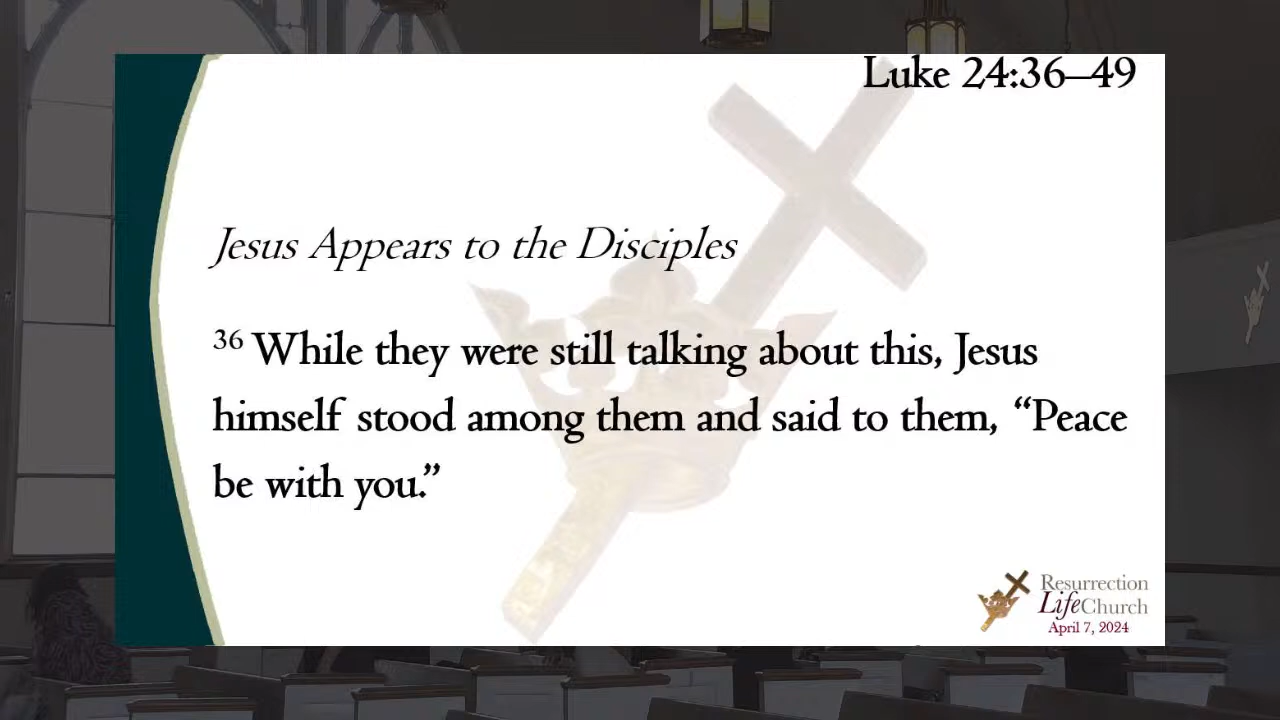 Luke 24:36–49
Jesus Appears to the Disciples
36 While they were still talking about this, Jesus
himself stood among them and said to them, “Peace
be with you.”
Resurrection
LifeChurch
April 7, 2024